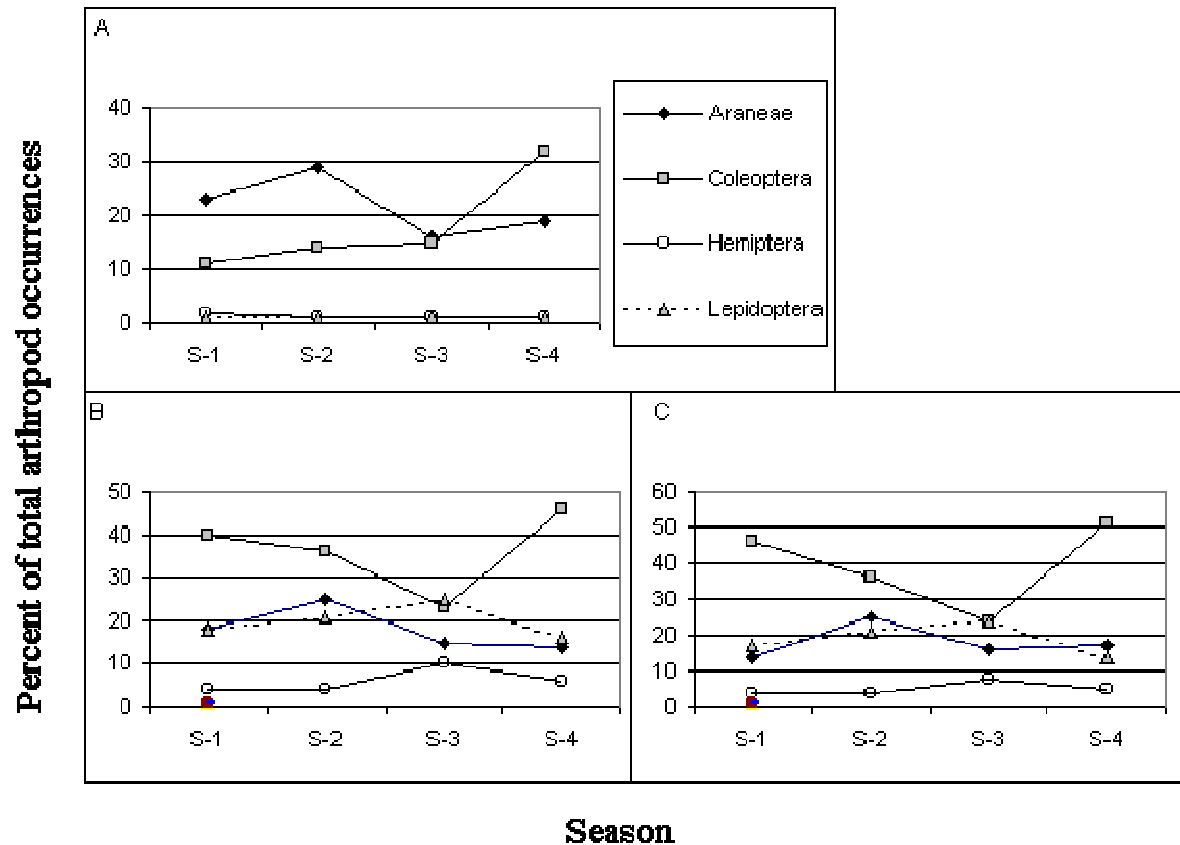 Percent of total arthropod occurrences
A
40
30
20
10
0
S-1 S-2 S-3 S-4
Araneae
Coleoptera
Hemiptera
Lepidoptera
B
50
40
30
20
10
0
S-1 S-2 S-3 S-4
C
60
50
40
30
20
10
0
S-1 S-2 S-3 S-4
Season